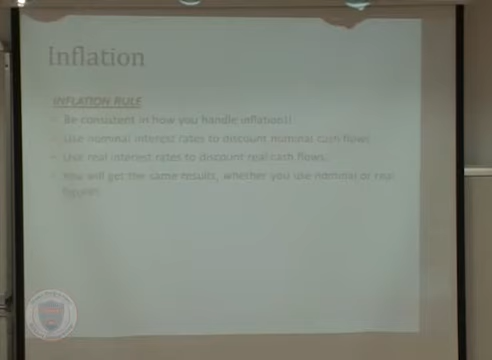 Inflation
INFLATION RULE
Be consistent in how you handle inflation!!
Use nominal interest rates to discount nominal cash flows.
Use real interest rates to discount real cash flows.
You will get the same results, whether you use nominal or real
figures.